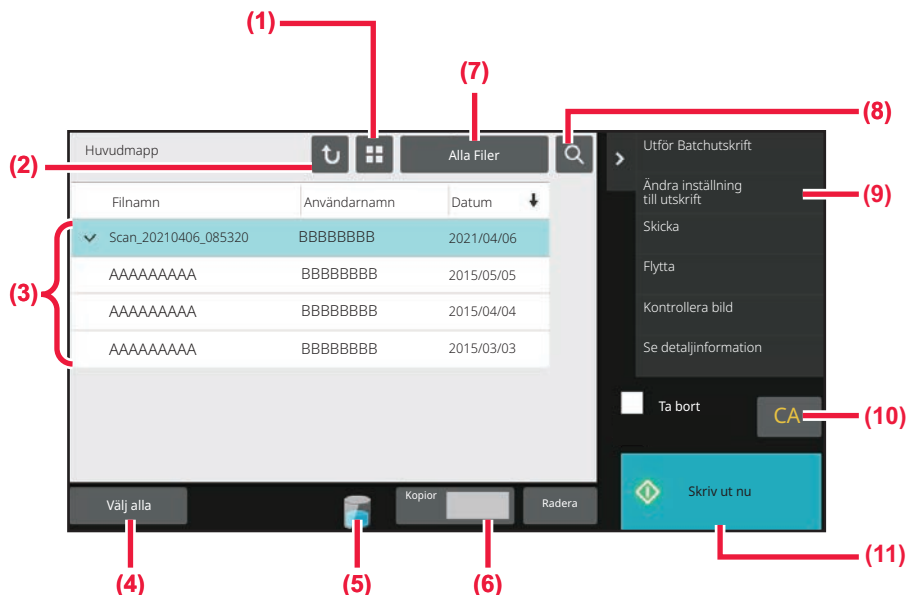 (1)
(7)
(8)
(2)
Huvudmapp
Alla Filer
Filnamn Användarnamn Datum
(3)
Scan_20210406_085320 BBBBBBBB 2021/04/06
AAAAAAAAA BBBBBBBB 2015/05/05
AAAAAAAAA BBBBBBBB 2015/04/04
AAAAAAAAA BBBBBBBB 2015/03/03
Utför Batchutskrift
Ändra inställning
till utskrift
(9)
Skicka
Flytta
Kontrollera bild
Se detaljinformation
Ta bort
CA
(10)
Välj alla
Kopior
Radera
Skriv ut nu
(4)
(5)
(6)
(11)